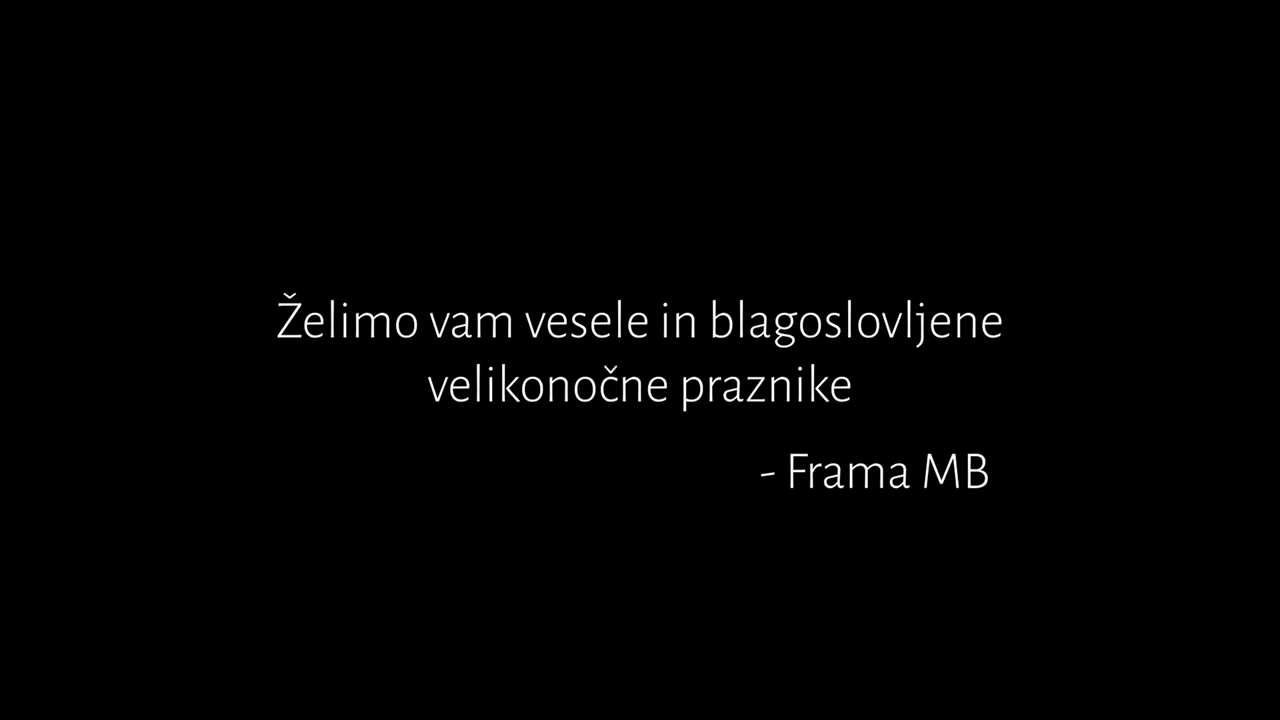 Želimo vam vesele in blagoslovljene
velikonočne praznike
- Frama MB